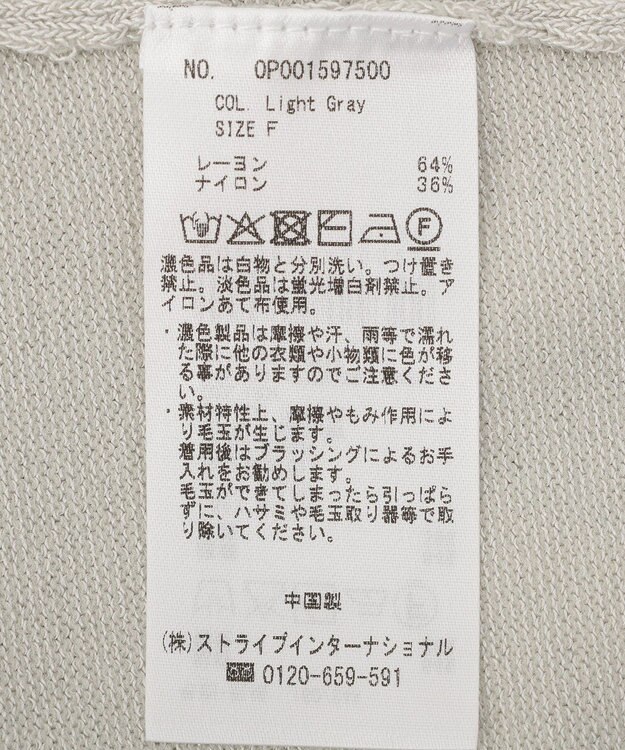 NO. OP001597500
COL. Light Gray
SIZE F
レーヨン 64%
ナイロン 36%
F
濃色品は白物と分別洗い。つけ置き
禁止。淡色品は蛍光増白剤禁止。ア
イロンあて布使用。
・濃色製品は摩擦や汗、雨等で濡れ
た際に他の衣類や小物類に色が移
る事がありますのでご注意くださ
い。
・素材特性上、摩擦やもみ作用によ
り毛玉が生じます。
着用後はブラッシングによるお手
入れをお勧めします。
毛玉ができてしまったら引っぱら
ずに、ハサミや毛玉取り器等で取
り除いてください。
中国製
(株)ストライプインターナショナル
0120-659-591